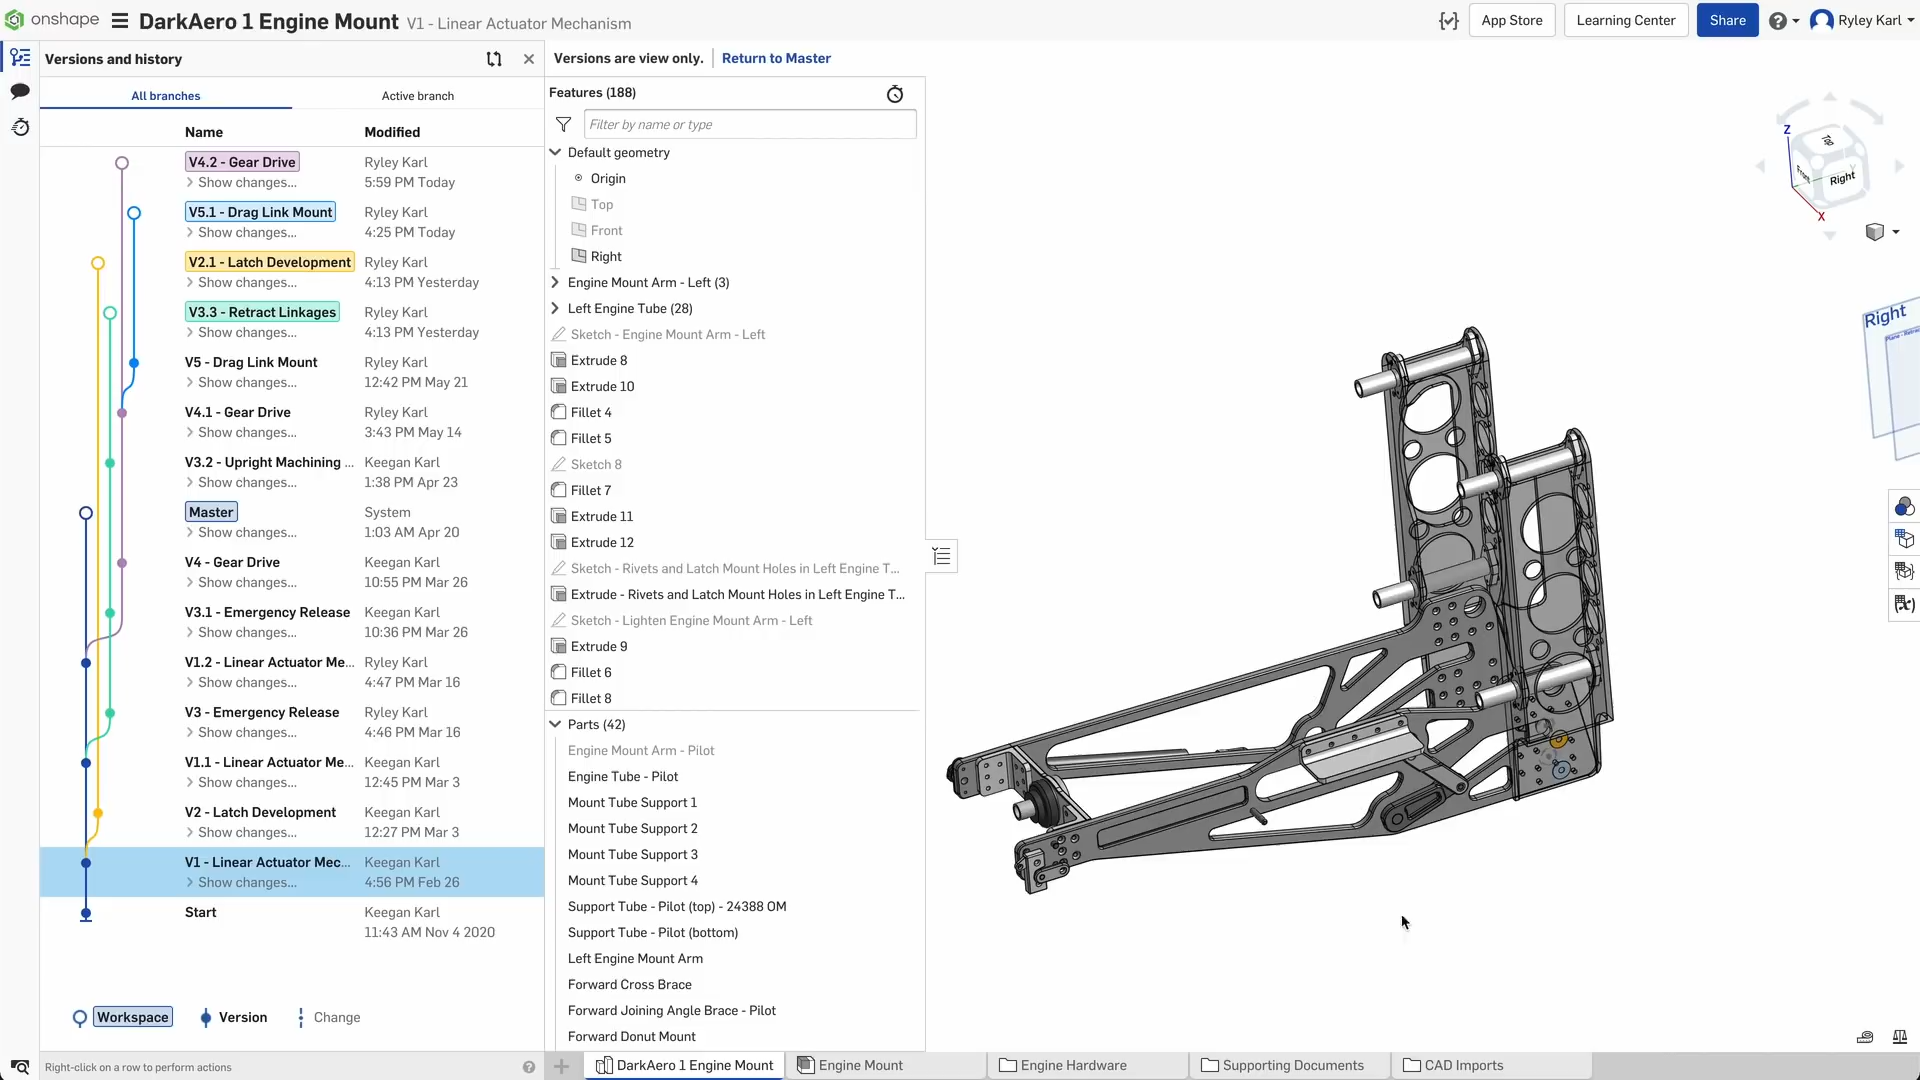 onshape DarkAero 1 Engine Mount V1 - Linear Actuator Mechanism App Store Learning Center Share Ryley Karl
Versions and history
All branches Active branch
Name Modified
V4.2 - Gear Drive Ryley Karl
Show changes... 5:59 PM Today
V5.1 - Drag Link Mount Ryley Karl
Show changes... 4:25 PM Today
V2.1 - Latch Development Ryley Karl
Show changes... 4:13 PM Yesterday
V3.3 - Retract Linkages Ryley Karl
Show changes... 4:13 PM Yesterday
V5 - Drag Link Mount Ryley Karl
Show changes... 12:42 PM May 21
V4.1 - Gear Drive Ryley Karl
Show changes... 3:43 PM May 14
V3.2 - Upright Machining ... Keegan Karl
Show changes... 1:38 PM Apr 23
Master System
Show changes... 1:03 AM Apr 20
V4 - Gear Drive Keegan Karl
Show changes... 10:55 PM Mar 26
V3.1 - Emergency Release Keegan Karl
Show changes... 10:36 PM Mar 26
V1.2 - Linear Actuator Me... Ryley Karl
Show changes... 4:47 PM Mar 16
V3 - Emergency Release Ryley Karl
Show changes... 4:46 PM Mar 16
V1.1 - Linear Actuator Me... Keegan Karl
Show changes... 12:45 PM Mar 3
V2 - Latch Development Keegan Karl
Show changes... 12:27 PM Mar 3
V1 - Linear Actuator Mec... Keegan Karl
Show changes... 4:56 PM Feb 26
Start Keegan Karl
11:43 AM Nov 4 2020
Workspace Version Change
Right-click on a row to perform actions
Versions are view only. Return to Master
Features (188)
Filter by name or type
Default geometry
Origin
Top
Front
Right
Engine Mount Arm - Left (3)
Left Engine Tube (28)
Sketch - Engine Mount Arm - Left
Extrude 8
Extrude 10
Fillet 4
Fillet 5
Sketch 8
Fillet 7
Extrude 11
Extrude 12
Sketch - Rivets and Latch Mount Holes in Left Engine T...
Extrude - Rivets and Latch Mount Holes in Left Engine T...
Sketch - Lighten Engine Mount Arm - Left
Extrude 9
Fillet 6
Fillet 8
Parts (42)
Engine Mount Arm - Pilot
Engine Tube - Pilot
Mount Tube Support 1
Mount Tube Support 2
Mount Tube Support 3
Mount Tube Support 4
Support Tube - Pilot (top) - 24388 OM
Support Tube - Pilot (bottom)
Left Engine Mount Arm
Forward Cross Brace
Forward Joining Angle Brace - Pilot
Forward Donut Mount
Z
Top
Front
Right
X
Right
DarkAero 1 Engine Mount Engine Mount Engine Hardware Supporting Documents CAD Imports